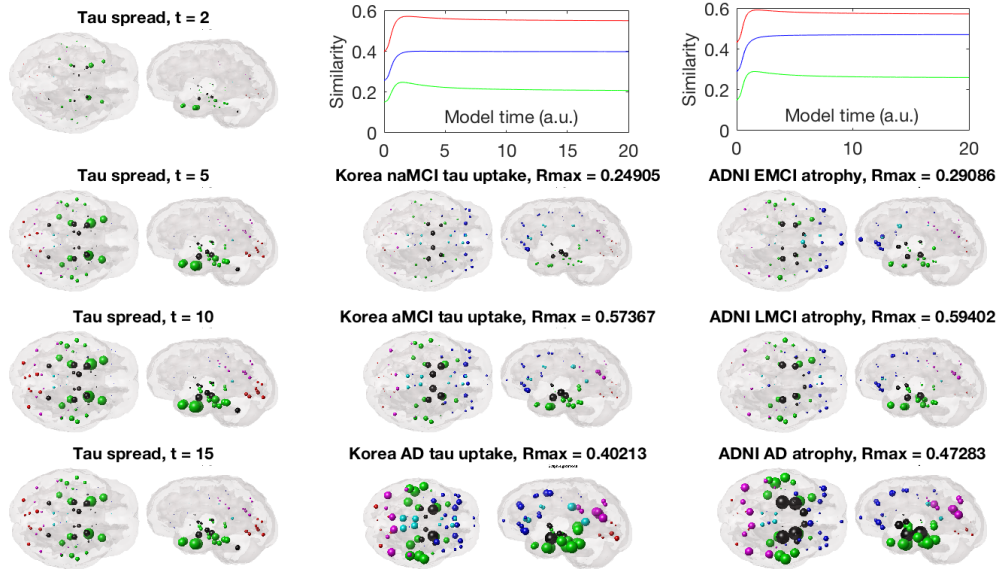 Tau spread, t = 2
0.6
0.4
0.2
0
Similarity
Model time (a.u.)
0 5 10 15 20
0.6
0.4
0.2
0
Similarity
Model time (a.u.)
0 10 20
Tau spread, t = 5
Korea naMCI tau uptake, Rmax = 0.24905
ADNI EMCI atrophy, Rmax = 0.29086
Tau spread, t = 10
Korea aMCI tau uptake, Rmax = 0.57367
ADNI LMCI atrophy, Rmax = 0.59402
Tau spread, t = 15
Korea AD tau uptake, Rmax = 0.40213
ADNI AD atrophy, Rmax = 0.47283